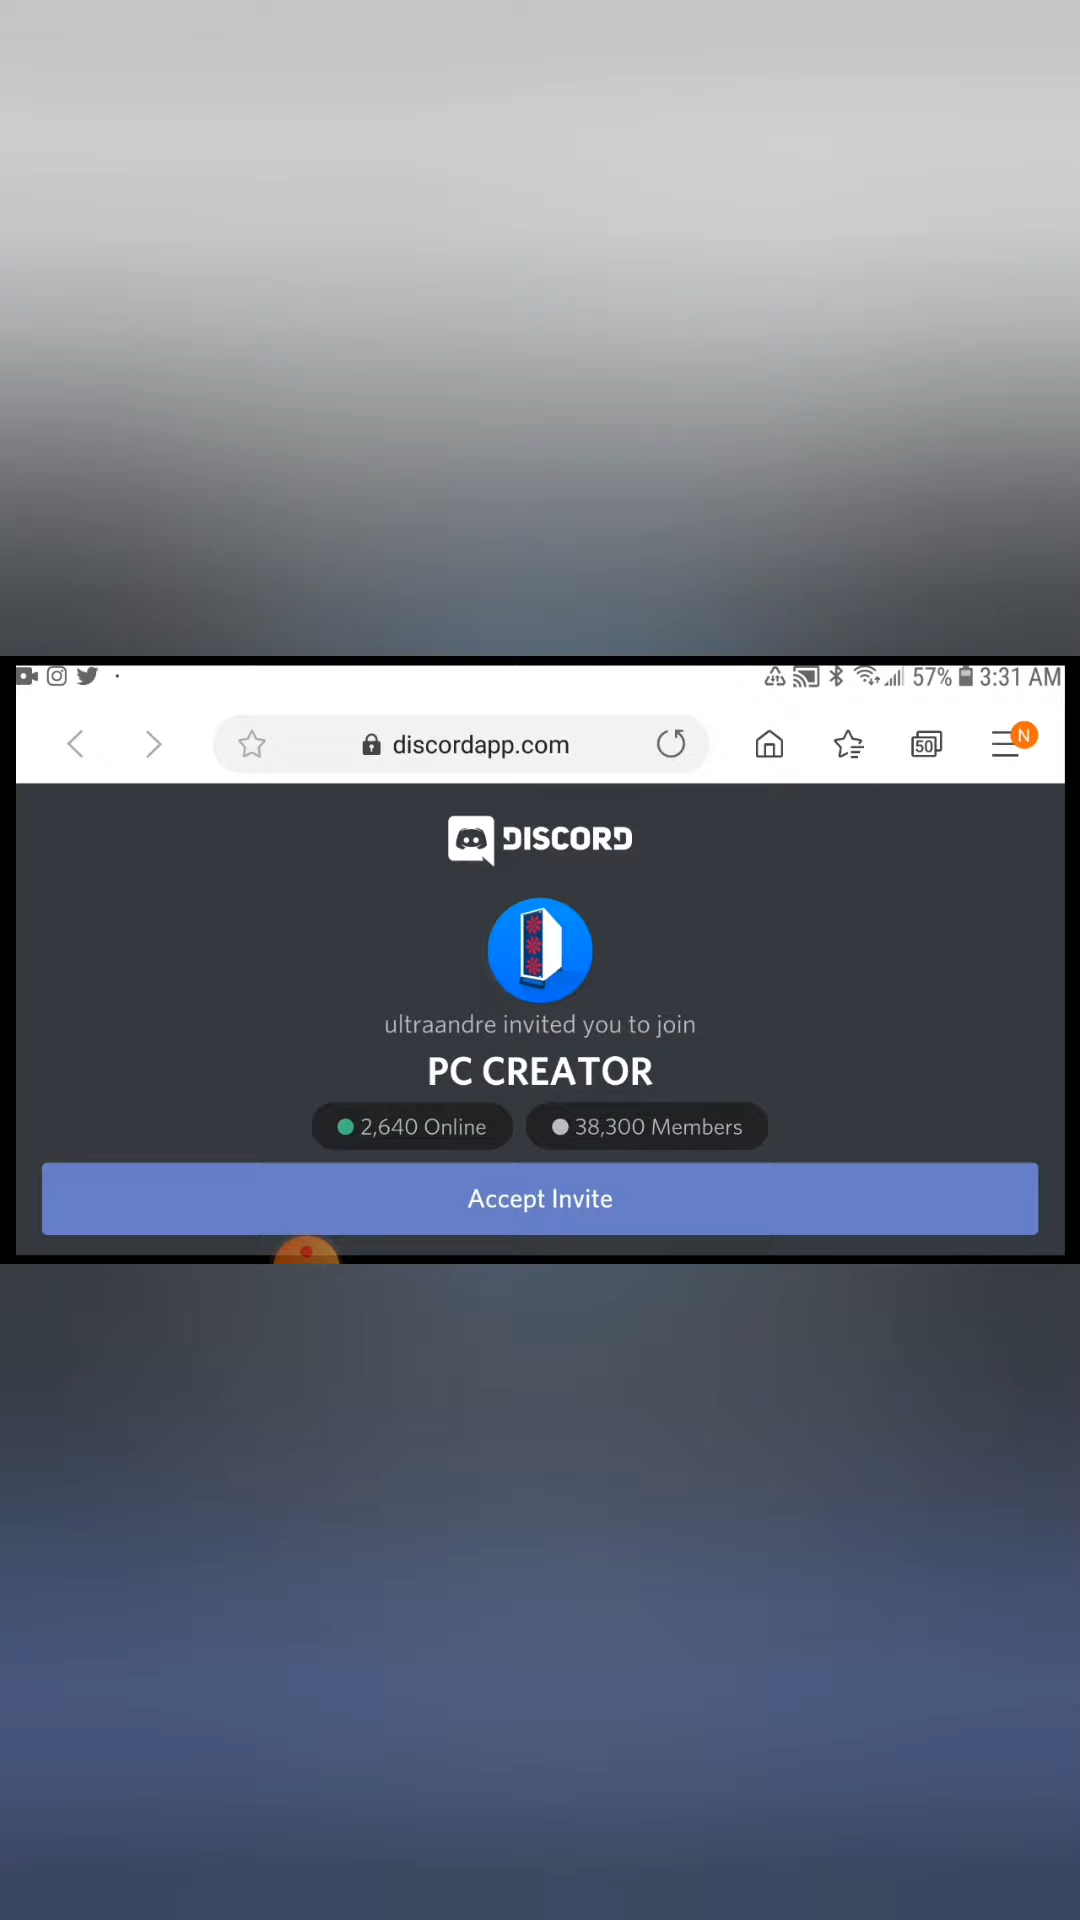 57% 3:31 AM
discordapp.com
50
N
DISCORD
ultraandre invited you to join
PC CREATOR
2,640 Online
38,300 Members
Accept Invite